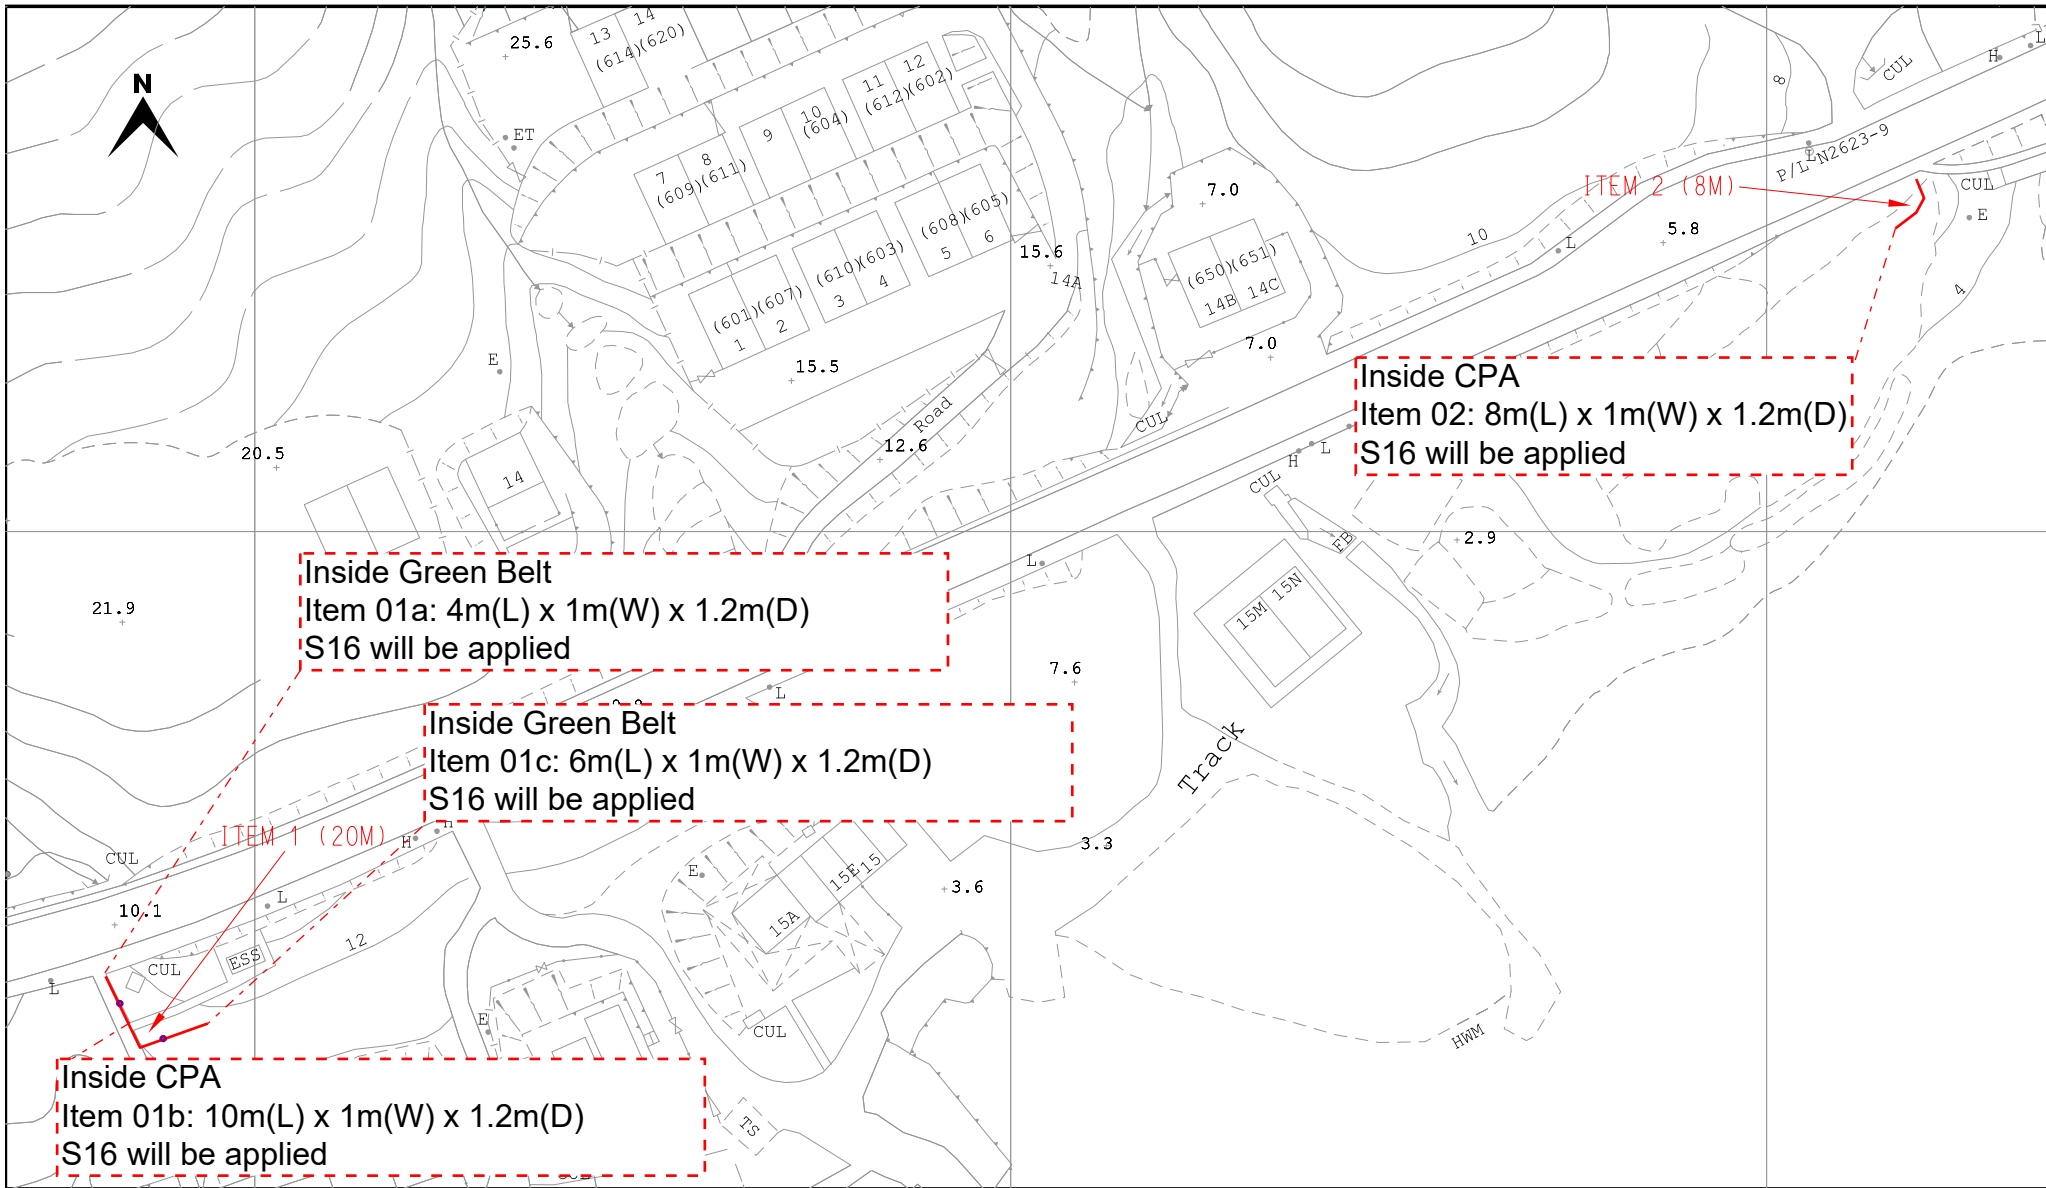 N
25.6
13
14
(614)(620)
11
12
(612)(602)
9
10
(604)
7
8
(609)(611)
ET
CUL
H
L
8
P/L N2623-9
L
ITEM 2 (8M)
CUL
E
5.8
10
L
4
7.0
(650)(651)
14B 14C
7.0
15.6
14A
(608)(605)
5
6
(610)(603)
3
4
(601)(607)
1
2
15.5
E
Road
12.6
CUL
20.5
14
Inside CPA
Item 02: 8m(L) x 1m(W) x 1.2m(D)
S16 will be applied
H
L
CUL
EB
2.9
L
15M
15N
21.9
Inside Green Belt
Item 01a: 4m(L) x 1m(W) x 1.2m(D)
S16 will be applied
7.6
L
Inside Green Belt
Item 01c: 6m(L) x 1m(W) x 1.2m(D)
S16 will be applied
Track
ITEM 1 (20M)
H
CUL
3.3
E
15E
15
15A
3.6
10.1
L
12
CUL
ESS
L
E
CUL
HWM
Inside CPA
Item 01b: 10m(L) x 1m(W) x 1.2m(D)
S16 will be applied
TS